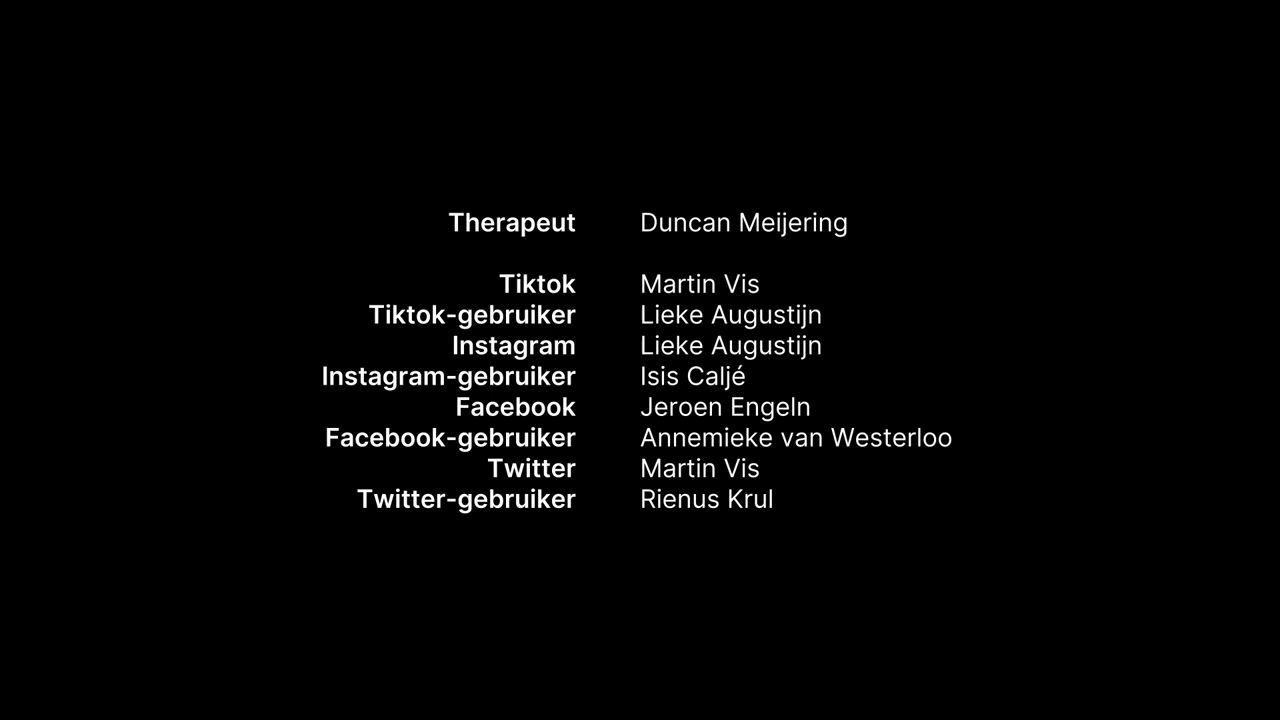 Therapeut Duncan Meijering
Tiktok Martin Vis
Tiktok-gebruiker Lieke Augustijn
Instagram Lieke Augustijn
Instagram-gebruiker Isis Caljé
Facebook Jeroen Engeln
Facebook-gebruiker Annemieke van Westerloo
Twitter Martin Vis
Twitter-gebruiker Rienus Krul